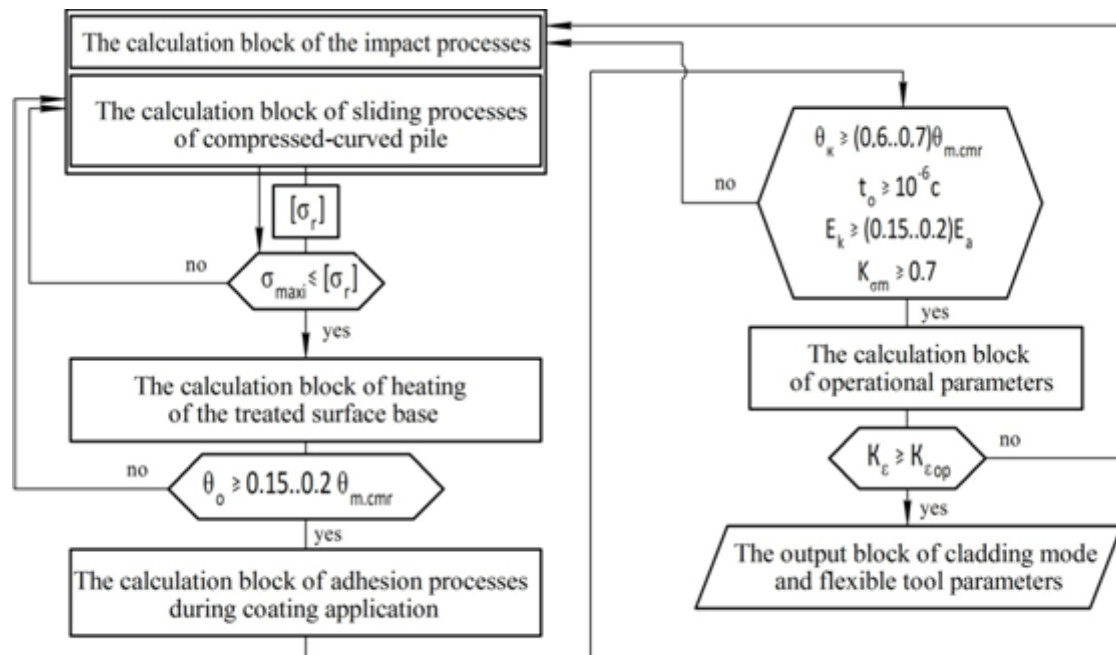 The calculation block of the impact processes
The calculation block of sliding processes
of compressed-curved pile
[σr]
no
σmaxi ≤ [σr]
yes
The calculation block of heating
of the treated surface base
no
θo ≥ 0.15..0.2 θm.cmr
yes
The calculation block of adhesion processes
during coating application
θк ≥ (0.6..0.7)θm.cmr
no
to ≥ 10⁻⁶ c
Ek ≥ (0.15..0.2)Ea
Kσm ≥ 0.7
yes
The calculation block
of operational parameters
Kε ≥ Kεop
no
yes
The output block of cladding mode
and flexible tool parameters